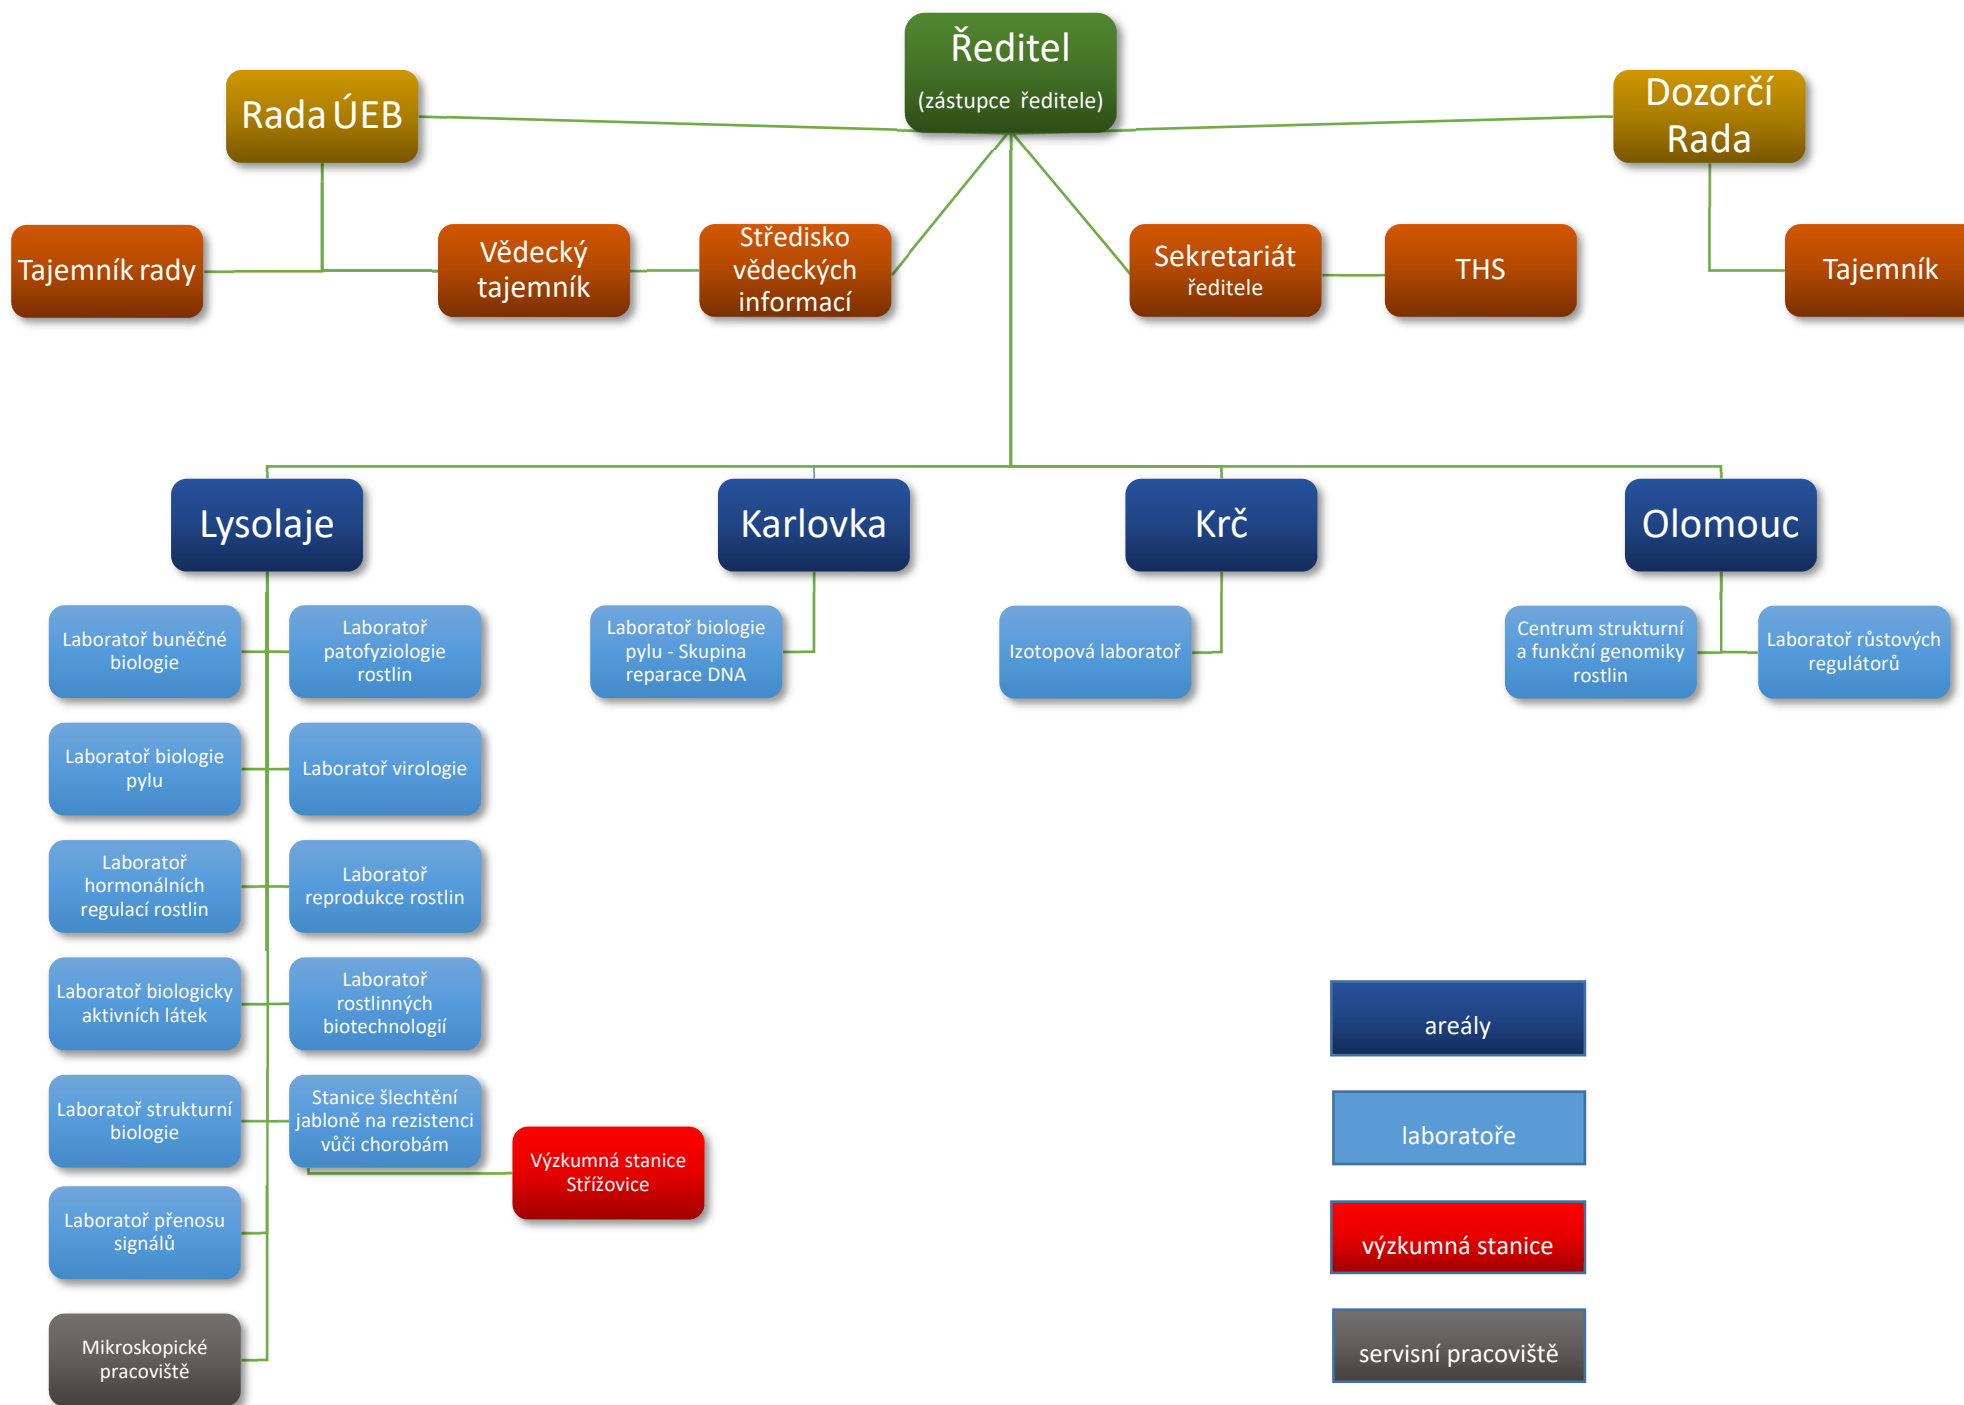 Ředitel
(zástupce ředitele)
Rada ÚEB
Dozorčí
Rada
Tajemník rady
Vědecký
tajemník
Středisko
vědeckých
informací
Sekretariát
ředitele
THS
Tajemník
Lysolaje
Karlovka
Krč
Olomouc
Laboratoř buněčné
biologie
Laboratoř
patofyziologie
rostlin
Laboratoř biologie
pylu - Skupina
reparace DNA
Izotopová laboratoř
Centrum strukturní
a funkční genomiky
rostlin
Laboratoř růstových
regulátorů
Laboratoř biologie
pylu
Laboratoř virologie
Laboratoř
hormonálních
regulací rostlin
Laboratoř
reprodukce rostlin
Laboratoř biologicky
aktivních látek
Laboratoř
rostlinných
biotechnologií
Laboratoř strukturní
biologie
Stanice šlechtění
jabloně na rezistenci
vůči chorobám
Výzkumná stanice
Střížovice
Laboratoř přenosu
signálů
Mikroskopické
pracoviště
areály
laboratoře
výzkumná stanice
servisní pracoviště